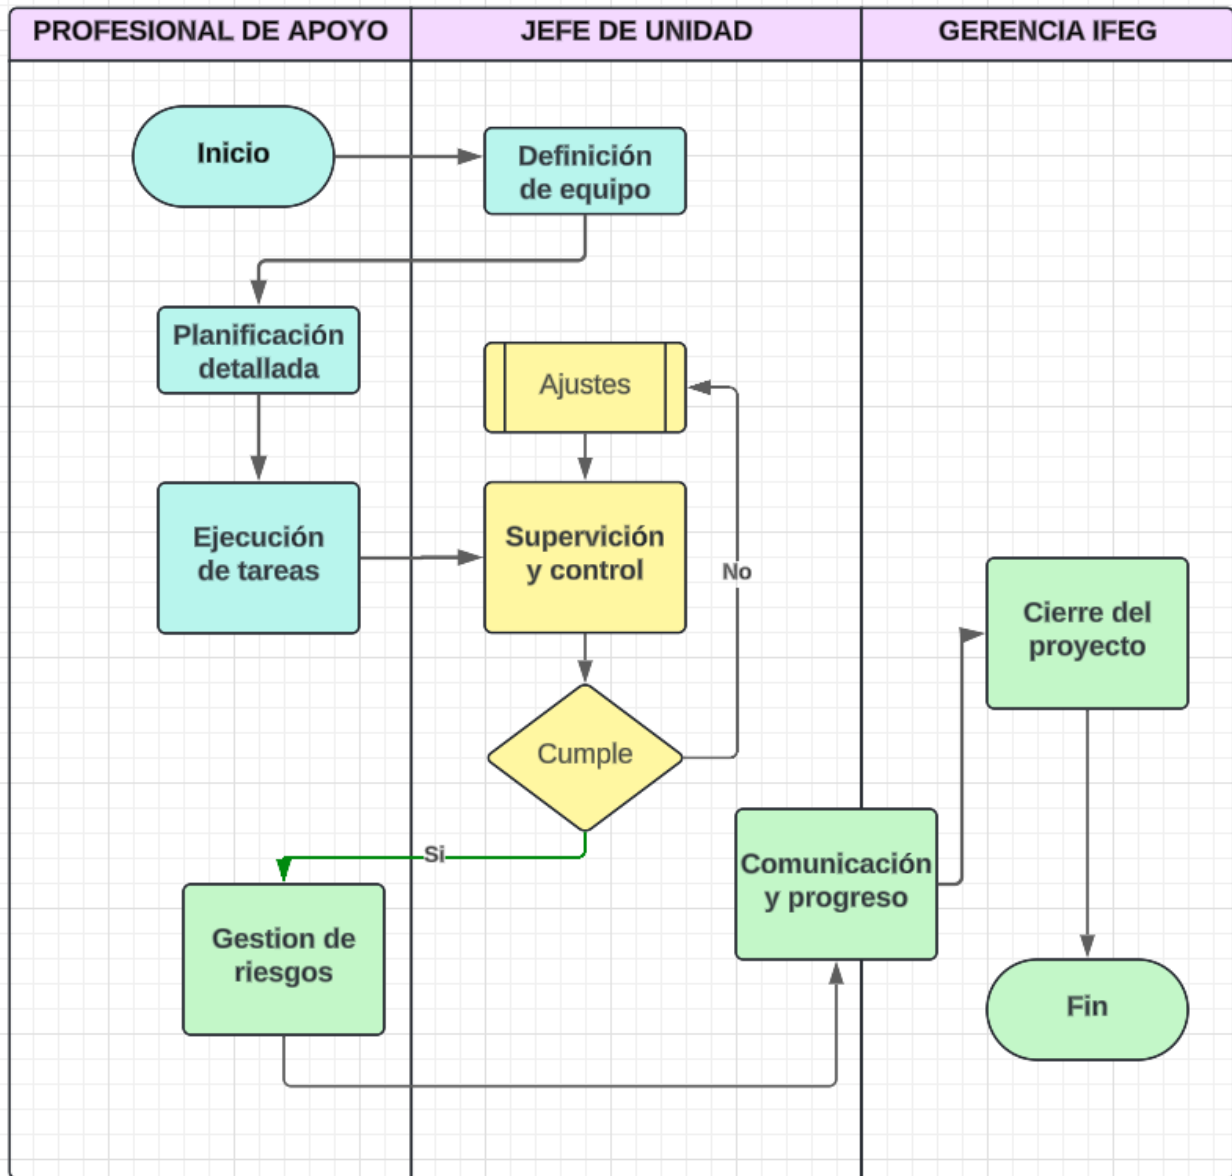 PROFESIONAL DE APOYO
JEFE DE UNIDAD
GERENCIA IFEG
Inicio
Definición
de equipo
Planificación
detallada
Ajustes
Ejecución
de tareas
Supervición
y control
No
Cierre del
proyecto
Cumple
Si
Comunicación
y progreso
Gestion de
riesgos
Fin